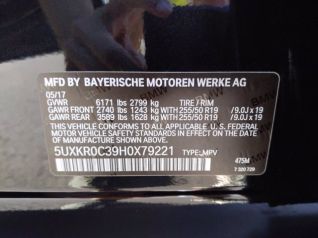 MFD BY BAYERISCHE MOTOREN WERKE AG
05/17
GVWR 6171 lbs 2799 kg TIRE / RIM
GAWR FRONT 2740 lbs 1243 kg WITH 255/50 R19 /9.0J x 19
GAWR REAR 3589 lbs 1628 kg WITH 255/50 R19 /9.0J x 19
THIS VEHICLE CONFORMS TO ALL APPLICABLE U.S. FEDERAL
MOTOR VEHICLE SAFETY STANDARDS IN EFFECT ON THE
DATE OF MANUFACTURE SHOWN ABOVE.
5UXKR0C39H0X79221 TYPE: MPV
475M
7 320 729